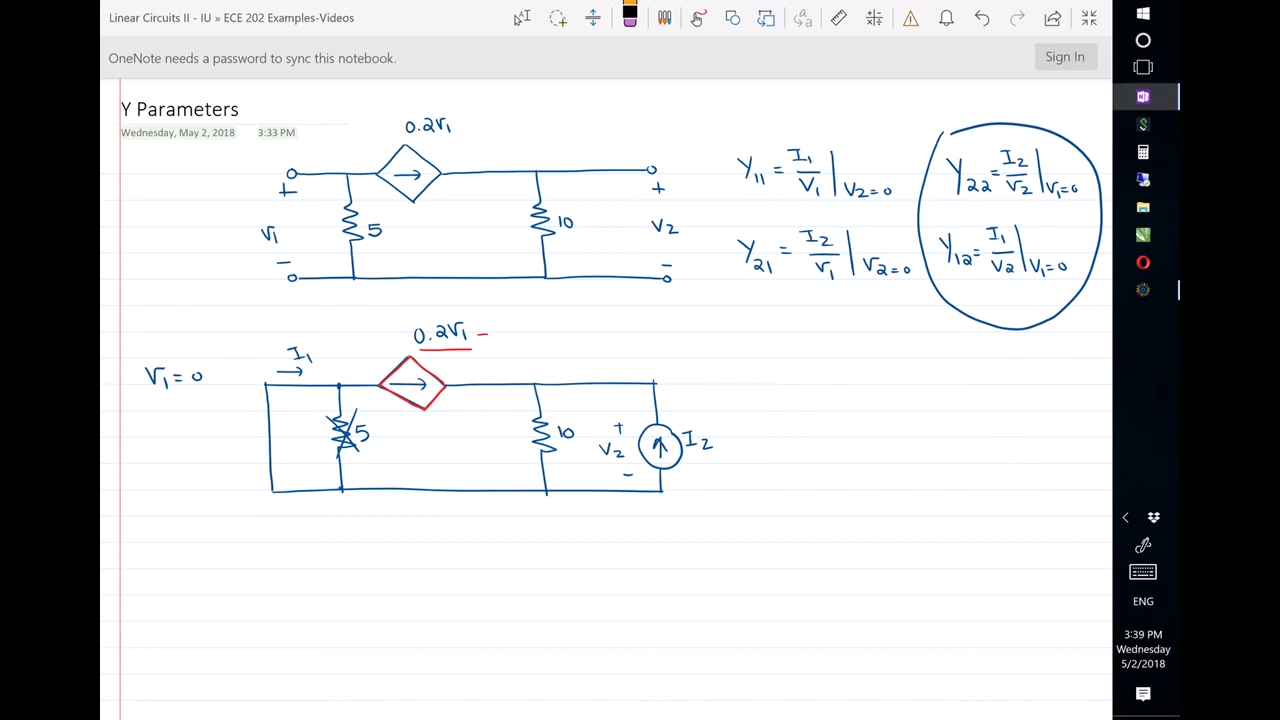 Linear Circuits II - IU » ECE 202 Examples-Videos
OneNote needs a password to sync this notebook.
Sign In
Y Parameters
Wednesday, May 2, 2018 3:33 PM
0.2V₁
+
V₁
−
5
10
+
V₂
−
Y₁₁ = I₁/V₁ | V₂=0
Y₂₁ = I₂/V₁ | V₂=0
Y₂₂ = I₂/V₂ | V₁=0
Y₁₂ = I₁/V₂ | V₁=0
V₁ = 0
I₁
0.2V₁ =
5
10
+
V₂
−
I₂
ENG
3:39 PM
Wednesday
5/2/2018